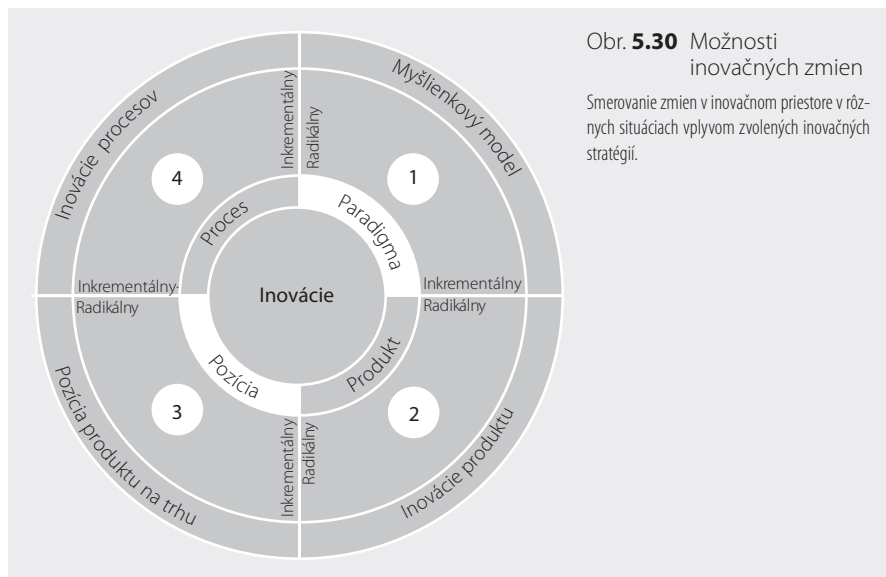 Obr. 5.30 Možnosti
inovačných zmien
Smerovanie zmien v inovačnom priestore v rôz-
nych situáciach vplyvom zvolených inovačných
stratégií.
Inovácie procesov
Myšlienkový model
Inkrementálny
Radikálny
4
1
Proces
Paradigma
Inkrementálny-
Radikálny
Inovácie
Inkrementálny
Radikálny
Pozícia
Produkt
3
2
Inkrementálny
Radikálny
Pozícia produktu na trhu
Inovácie produktu